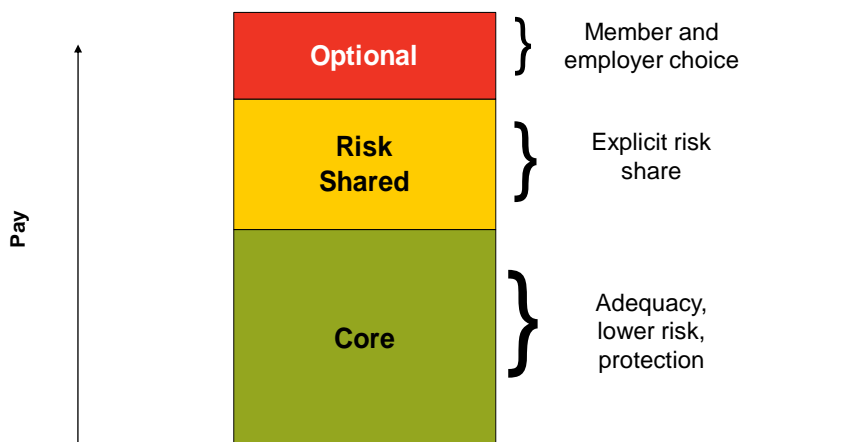 Optional
Member and
employer choice
Risk
Shared
Explicit risk
share
Pay
Core
Adequacy,
lower risk,
protection